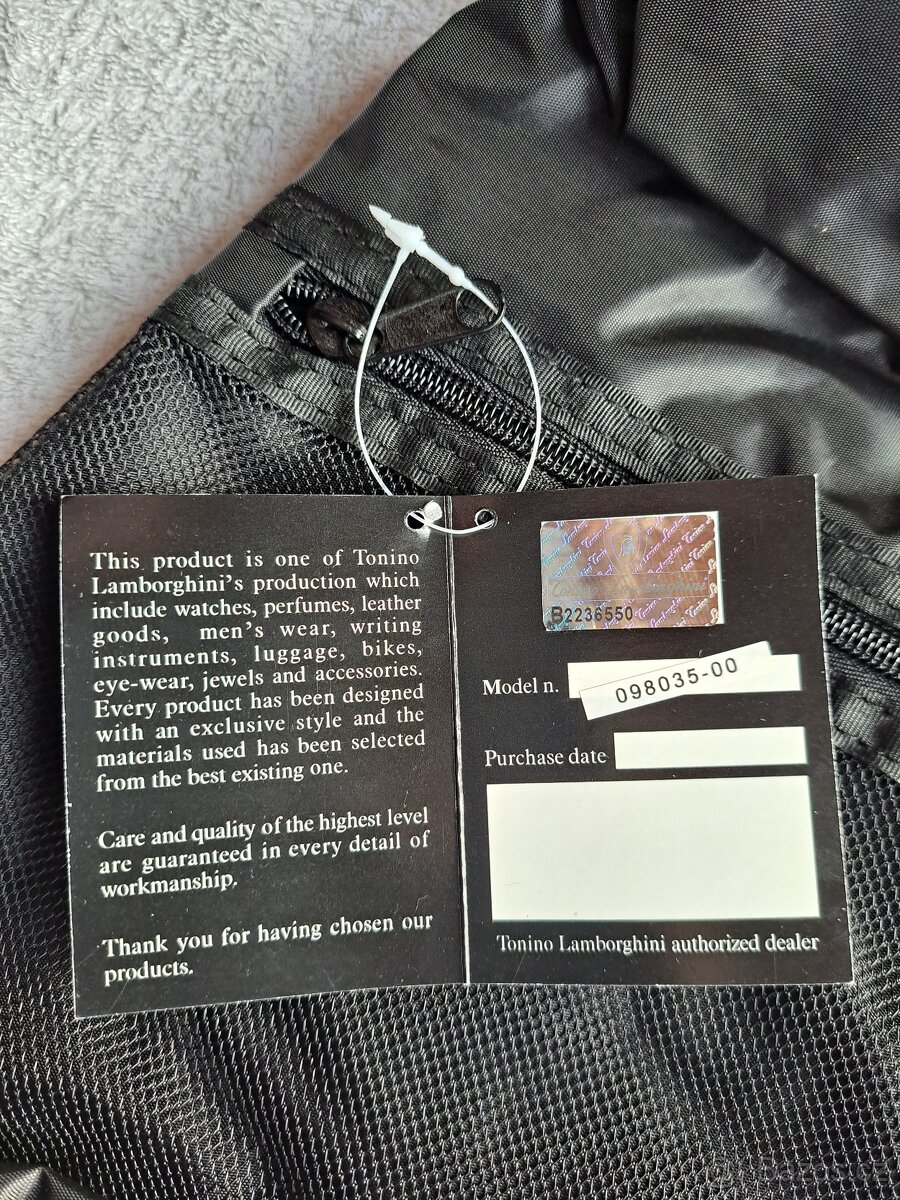 This product is one of Tonino
Lamborghini's production which
include watches, perfumes, leather
goods, men's wear, writing
instruments, luggage, bikes,
eye-wear, jewels and accessories.
Every product has been designed
with an exclusive style and the
materials used has been selected
from the best existing one.
Care and quality of the highest level
are guaranteed in every detail of
workmanship.
Thank you for having chosen our
products.
B2236550
Model n. 098035-00
Purchase date
Tonino Lamborghini authorized dealer